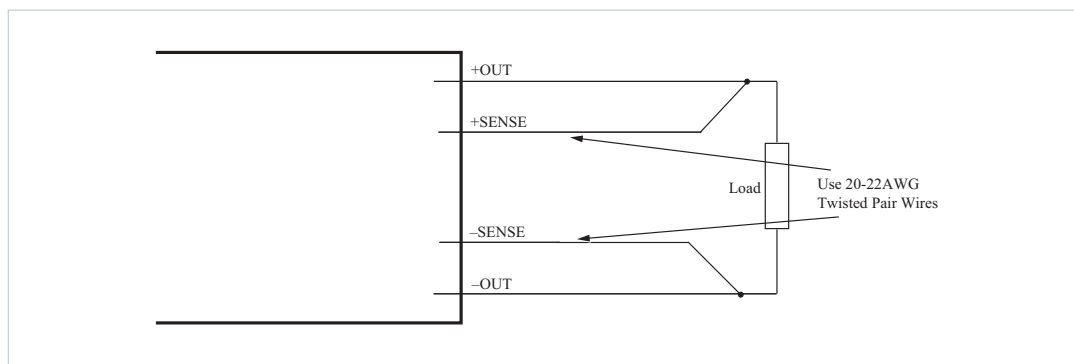 +OUT
+SENSE
Load
Use 20-22AWG
Twisted Pair Wires
–SENSE
–OUT